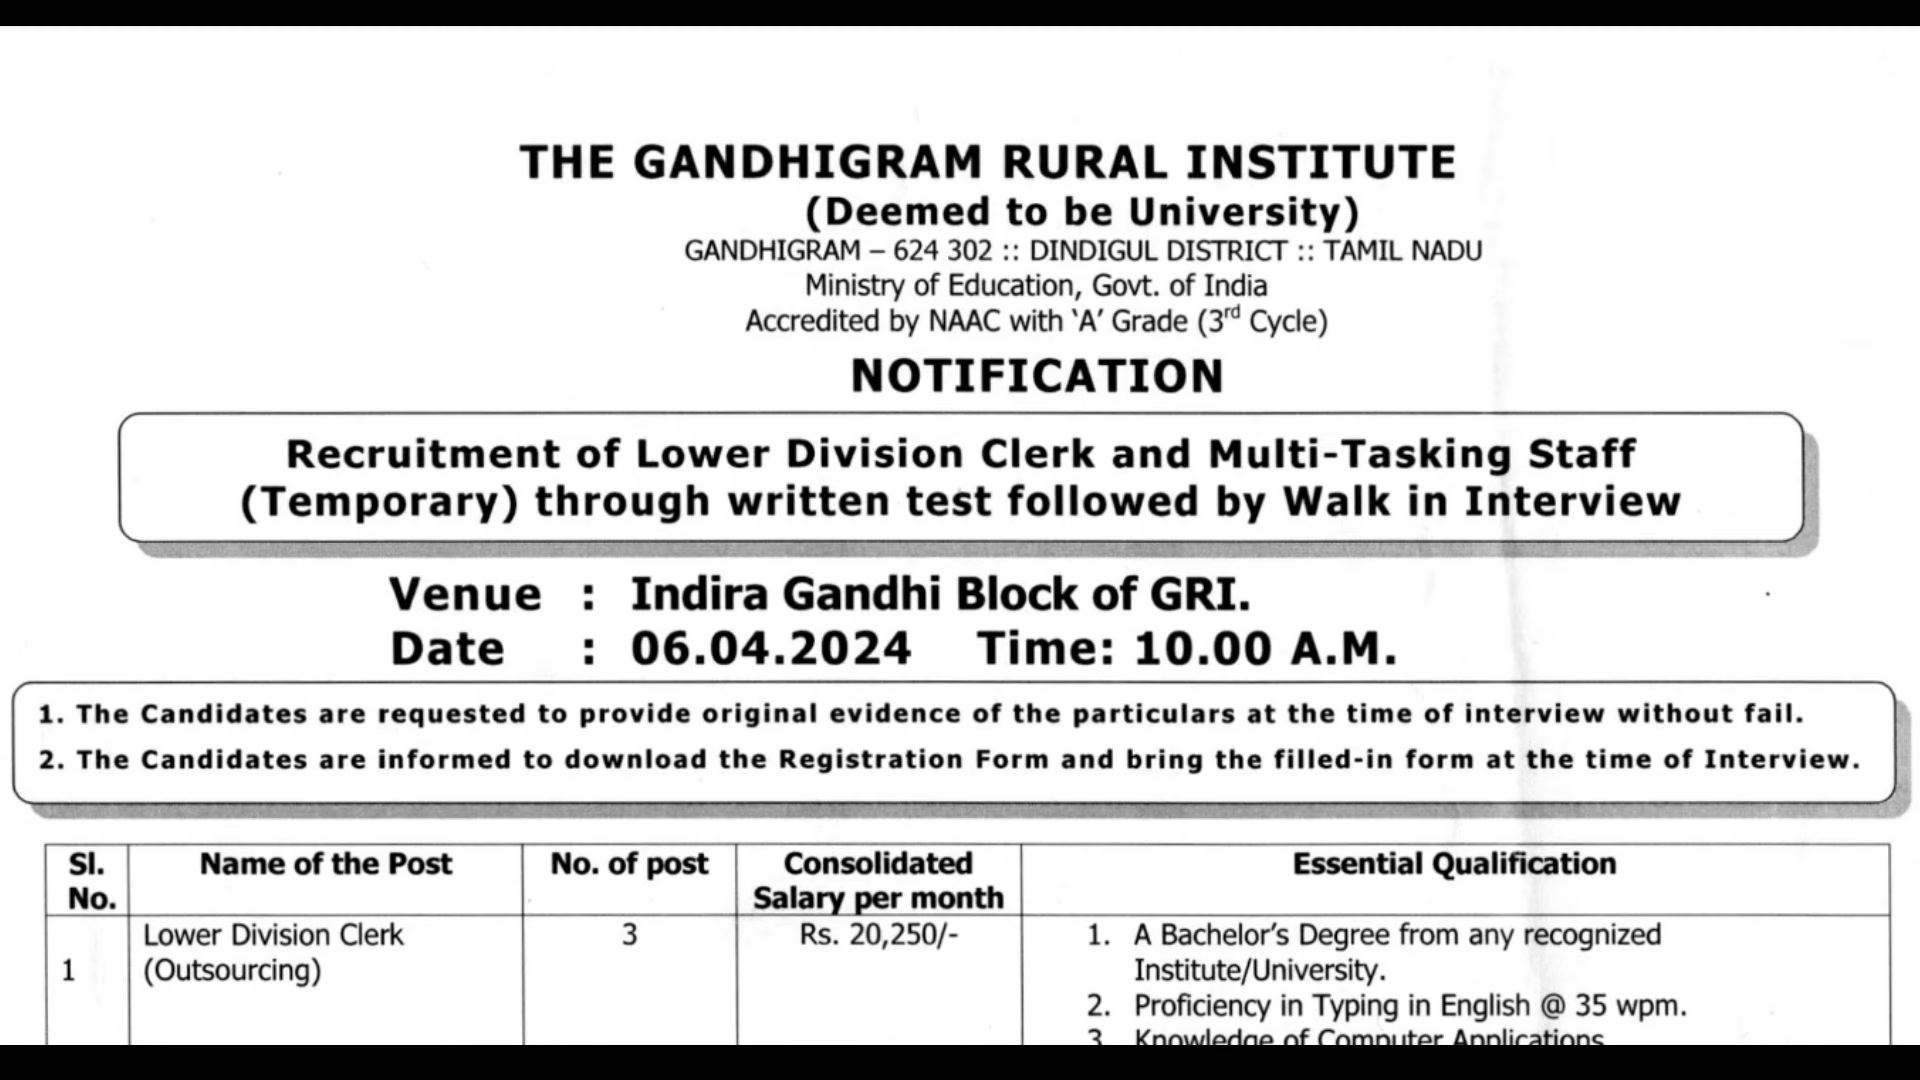 THE GANDHIGRAM RURAL INSTITUTE
(Deemed to be University)
GANDHIGRAM – 624 302 :: DINDIGUL DISTRICT :: TAMIL NADU
Ministry of Education, Govt. of India
Accredited by NAAC with ‘A’ Grade (3rd Cycle)
NOTIFICATION
Recruitment of Lower Division Clerk and Multi-Tasking Staff
(Temporary) through written test followed by Walk in Interview
Venue : Indira Gandhi Block of GRI.
Date : 06.04.2024 Time: 10.00 A.M.
1. The Candidates are requested to provide original evidence of the particulars at the time of interview without fail.
2. The Candidates are informed to download the Registration Form and bring the filled-in form at the time of Interview.
Sl. No. Name of the Post No. of post Consolidated Salary per month Essential Qualification
1 Lower Division Clerk (Outsourcing) 3 Rs. 20,250/- 1. A Bachelor’s Degree from any recognized
Institute/University.
2. Proficiency in Typing in English @ 35 wpm.
3. Knowledge of Computer Applications